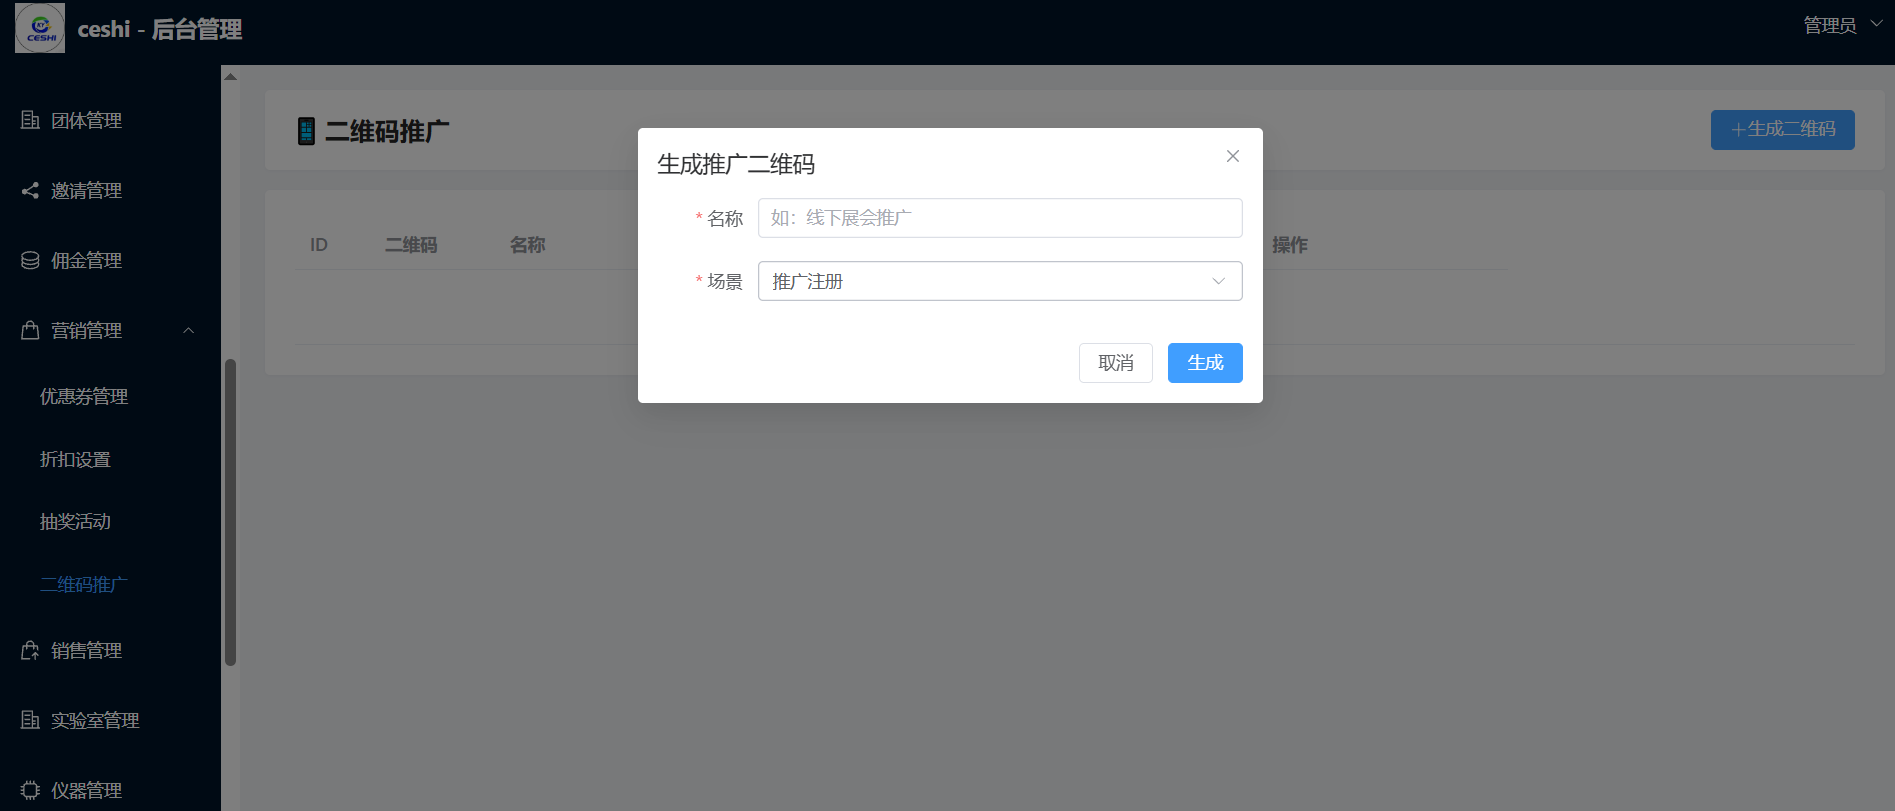 CESHI
ceshi - 后台管理
管理员
团体管理
邀请管理
佣金管理
营销管理
优惠券管理
折扣设置
抽奖活动
二维码推广
销售管理
实验室管理
仪器管理
二维码推广
+生成二维码
ID 二维码 名称 操作
生成推广二维码
* 名称 如：线下展会推广
* 场景 推广注册
取消 生成